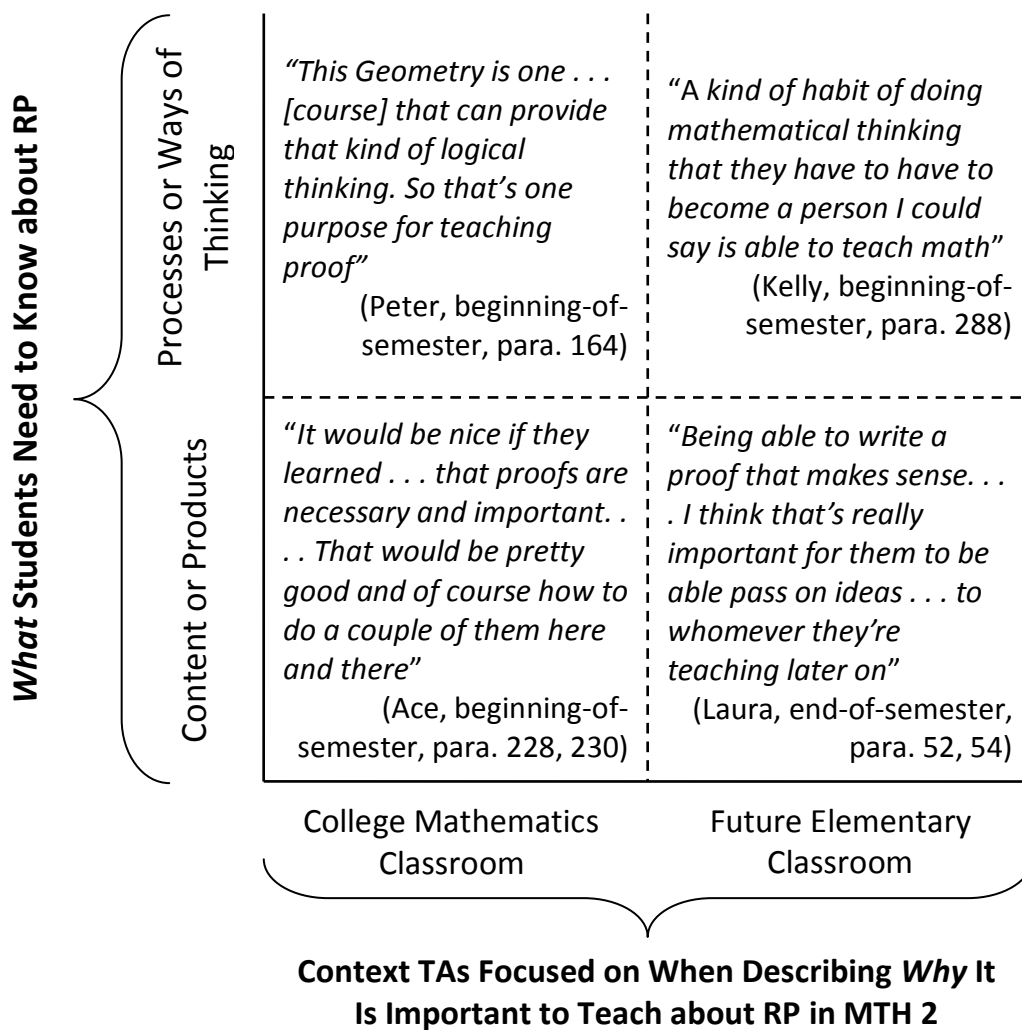 What Students Need to Know about RP
Processes or Ways of
Thinking
“This Geometry is one . . .
[course] that can provide
that kind of logical
thinking. So that’s one
purpose for teaching
proof”
(Peter, beginning-of-
semester, para. 164)
“A kind of habit of doing
mathematical thinking
that they have to have to
become a person I could
say is able to teach math”
(Kelly, beginning-of-
semester, para. 288)
Content or Products
“It would be nice if they
learned . . . that proofs are
necessary and important. .
. . That would be pretty
good and of course how to
do a couple of them here
and there”
(Ace, beginning-of-
semester, para. 228, 230)
“Being able to write a
proof that makes sense. . .
. I think that’s really
important for them to be
able pass on ideas . . . to
whomever they’re
teaching later on”
(Laura, end-of-semester,
para. 52, 54)
College Mathematics
Classroom
Future Elementary
Classroom
Context TAs Focused on When Describing Why It
Is Important to Teach about RP in MTH 2